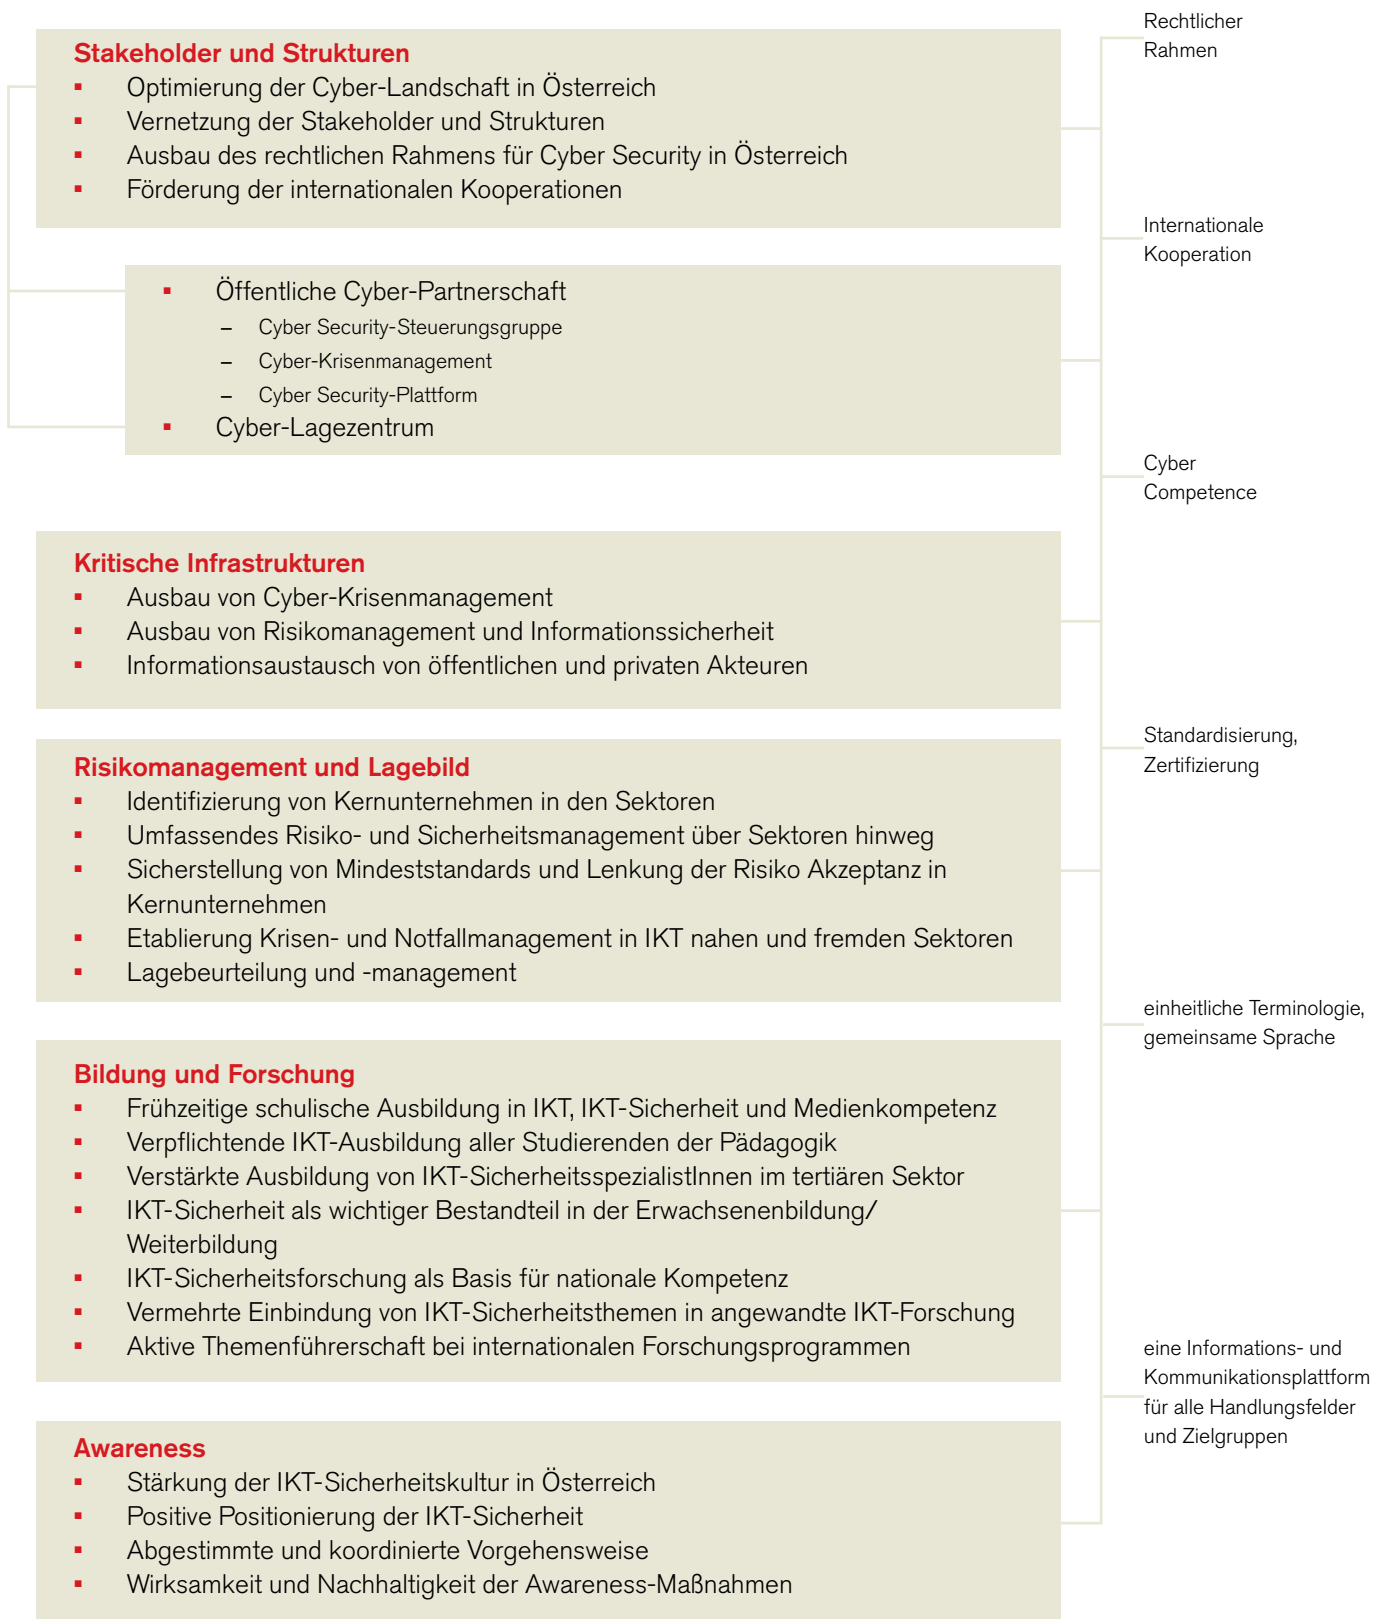 Stakeholder und Strukturen
▪ Optimierung der Cyber-Landschaft in Österreich
▪ Vernetzung der Stakeholder und Strukturen
▪ Ausbau des rechtlichen Rahmens für Cyber Security in Österreich
▪ Förderung der internationalen Kooperationen
▪ Öffentliche Cyber-Partnerschaft
– Cyber Security-Steuerungsgruppe
– Cyber-Krisenmanagement
– Cyber Security-Plattform
▪ Cyber-Lagezentrum
Kritische Infrastrukturen
▪ Ausbau von Cyber-Krisenmanagement
▪ Ausbau von Risikomanagement und Informationssicherheit
▪ Informationsaustausch von öffentlichen und privaten Akteuren
Risikomanagement und Lagebild
▪ Identifizierung von Kernunternehmen in den Sektoren
▪ Umfassendes Risiko- und Sicherheitsmanagement über Sektoren hinweg
▪ Sicherstellung von Mindeststandards und Lenkung der Risiko Akzeptanz in
Kernunternehmen
▪ Etablierung Krisen- und Notfallmanagement in IKT nahen und fremden Sektoren
▪ Lagebeurteilung und -management
Bildung und Forschung
▪ Frühzeitige schulische Ausbildung in IKT, IKT-Sicherheit und Medienkompetenz
▪ Verpflichtende IKT-Ausbildung aller Studierenden der Pädagogik
▪ Verstärkte Ausbildung von IKT-SicherheitsspezialistInnen im tertiären Sektor
▪ IKT-Sicherheit als wichtiger Bestandteil in der Erwachsenenbildung/
Weiterbildung
▪ IKT-Sicherheitsforschung als Basis für nationale Kompetenz
▪ Vermehrte Einbindung von IKT-Sicherheitsthemen in angewandte IKT-Forschung
▪ Aktive Themenführerschaft bei internationalen Forschungsprogrammen
Awareness
▪ Stärkung der IKT-Sicherheitskultur in Österreich
▪ Positive Positionierung der IKT-Sicherheit
▪ Abgestimmte und koordinierte Vorgehensweise
▪ Wirksamkeit und Nachhaltigkeit der Awareness-Maßnahmen
Rechtlicher
Rahmen
Internationale
Kooperation
Cyber
Competence
Standardisierung,
Zertifizierung
einheitliche Terminologie,
gemeinsame Sprache
eine Informations- und
Kommunikationsplattform
für alle Handlungsfelder
und Zielgruppen